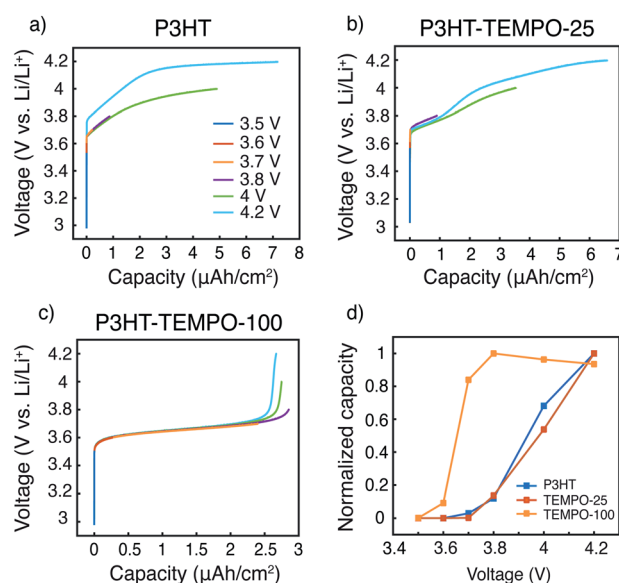 a)
P3HT
Voltage (V vs. Li/Li⁺)
4.2
4
3.8
3.6
3.4
3.2
3
3.5 V
3.6 V
3.7 V
3.8 V
4 V
4.2 V
0 1 2 3 4 5 6 7 8
Capacity (µAh/cm²)
b)
P3HT-TEMPO-25
Voltage (V vs. Li/Li⁺)
4.2
4
3.8
3.6
3.4
3.2
3
0 1 2 3 4 5 6 7
Capacity (µAh/cm²)
c)
P3HT-TEMPO-100
Voltage (V vs. Li/Li⁺)
4.2
4
3.8
3.6
3.4
3.2
3
0 0.5 1 1.5 2 2.5 3
Capacity (µAh/cm²)
d)
Normalized capacity
1
0.8
0.6
0.4
0.2
0
P3HT
TEMPO-25
TEMPO-100
3.4 3.6 3.8 4 4.2
Voltage (V)